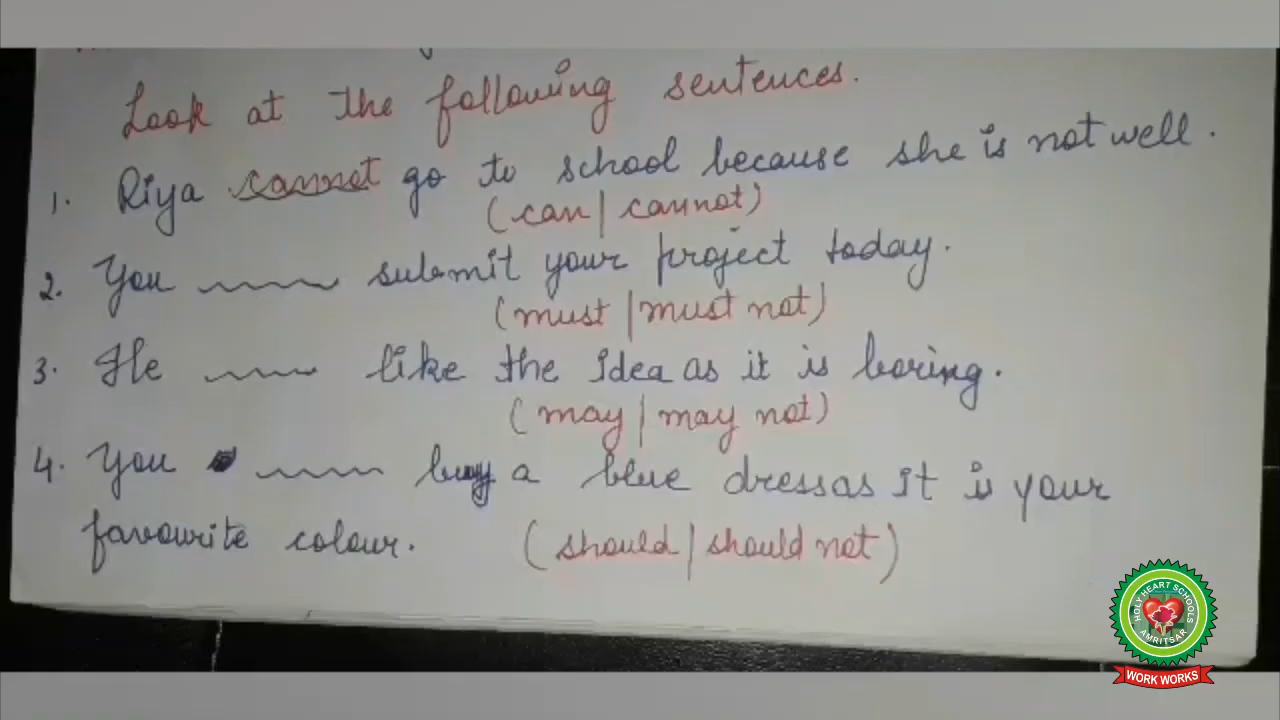 Look at the following sentences.
1. Riya cannot go to school because she is not well.
(can | cannot)
2. You submit your project today.
(must | must not)
3. He like the idea as it is boring.
(may | may not)
4. You buy a blue dress as it is your
favourite colour. (should | should not)
HOLY HEART SCHOOLS
AMRITSAR
WORK WORKS